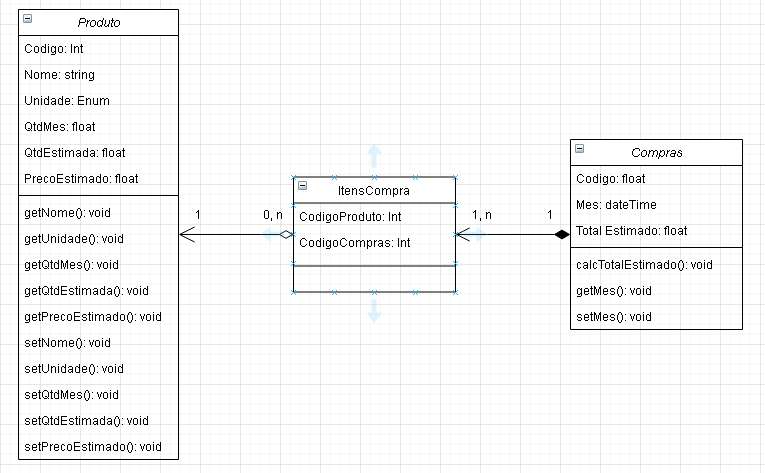 Produto
Codigo: Int
Nome: string
Unidade: Enum
QtdMes: float
QtdEstimada: float
PrecoEstimado: float
getNome(): void
getUnidade(): void
getQtdMes(): void
getQtdEstimada(): void
getPrecoEstimado(): void
setNome(): void
setUnidade(): void
setQtdMes(): void
setQtdEstimada(): void
setPrecoEstimado(): void
1
0, n
ItensCompra
CodigoProduto: Int
CodigoCompras: Int
1, n
1
Compras
Codigo: float
Mes: dateTime
Total Estimado: float
calcTotalEstimado(): void
getMes(): void
setMes(): void